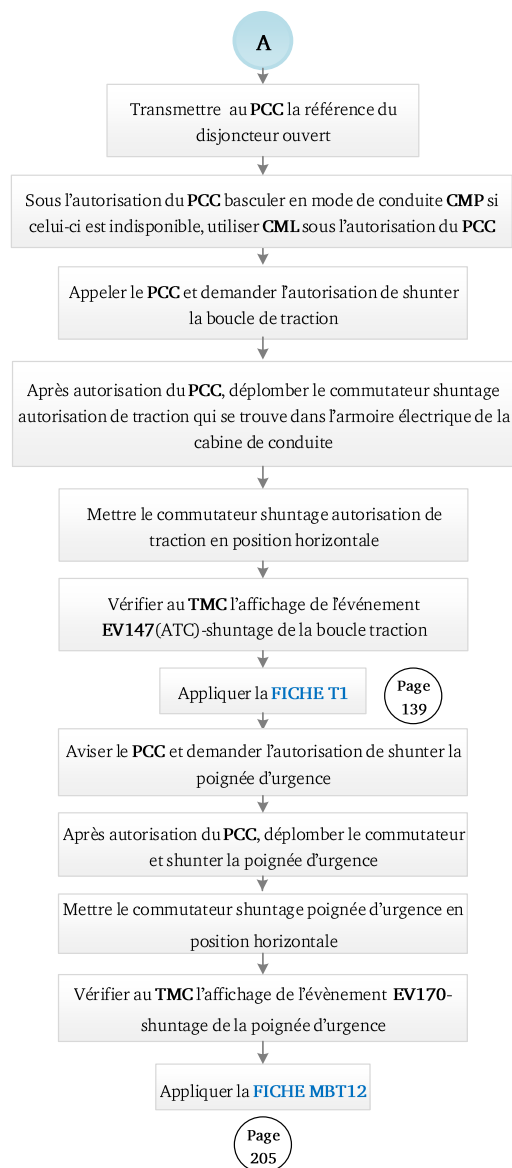 A
Transmettre au PCC la référence du
disjoncteur ouvert
Sous l'autorisation du PCC basculer en mode de conduite CMP si
celui-ci est indisponible, utiliser CML sous l'autorisation du PCC
Appeler le PCC et demander l'autorisation de shunter
la boucle de traction
Après autorisation du PCC, déplomber le commutateur shuntage
autorisation de traction qui se trouve dans l'armoire électrique de la
cabine de conduite
Mettre le commutateur shuntage autorisation de
traction en position horizontale
Vérifier au TMC l'affichage de l'événement
EV147(ATC)-shuntage de la boucle traction
Appliquer la FICHE T1
Page
139
Aviser le PCC et demander l'autorisation de shunter la
poignée d'urgence
Après autorisation du PCC, déplomber le commutateur
et shunter la poignée d'urgence
Mettre le commutateur shuntage poignée d'urgence en
position horizontale
Vérifier au TMC l'affichage de l'évènement EV170-
shuntage de la poignée d'urgence
Appliquer la FICHE MBT12
Page
205